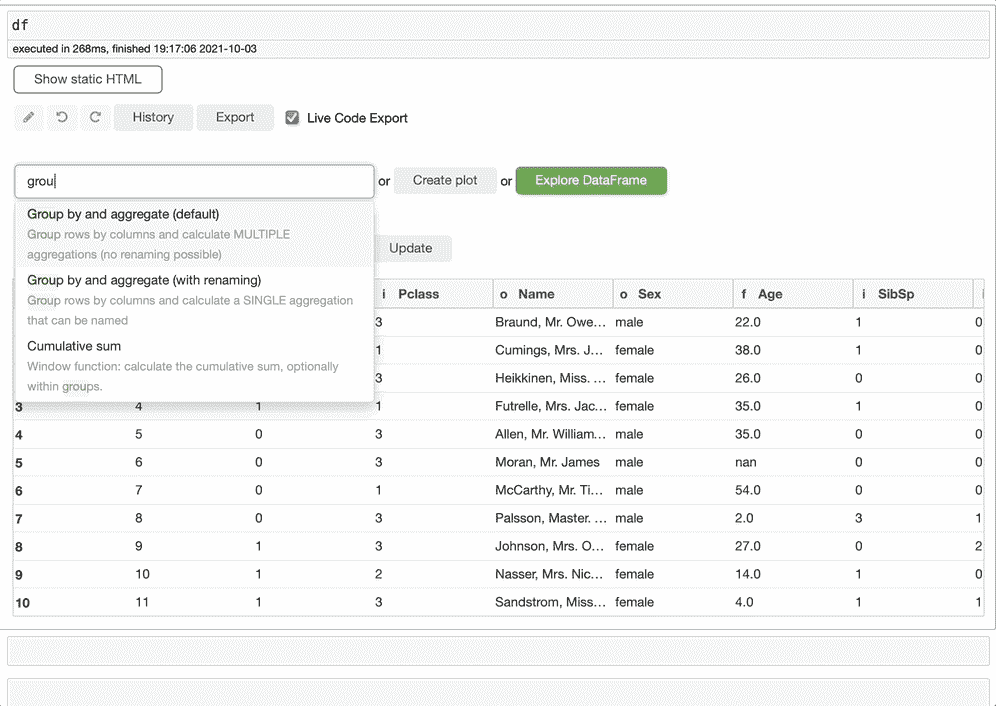 df
executed in 268ms, finished 19:17:06 2021-10-03
Show static HTML
History Export Live Code Export
grou or Create plot or Explore DataFrame
Group by and aggregate (default)
Group rows by columns and calculate MULTIPLE
aggregations (no renaming possible)
Update
Group by and aggregate (with renaming)
Group rows by columns and calculate a SINGLE aggregation
that can be named
Cumulative sum
Window function: calculate the cumulative sum, optionally
within groups.
i Pclass o Name o Sex f Age i SibSp i
3 Braund, Mr. Owe... male 22.0 1 0
1 Cumings, Mrs. J... female 38.0 1 0
3 Heikkinen, Miss. ... female 26.0 0 0
3 4 1 1 Futrelle, Mrs. Jac... female 35.0 1 0
4 5 0 3 Allen, Mr. William... male 35.0 0 0
5 6 0 3 Moran, Mr. James male nan 0 0
6 7 0 1 McCarthy, Mr. Ti... male 54.0 0 0
7 8 0 3 Palsson, Master. ... male 2.0 3 1
8 9 1 3 Johnson, Mrs. O... female 27.0 0 2
9 10 1 2 Nasser, Mrs. Nic... female 14.0 1 0
10 11 1 3 Sandstrom, Miss... female 4.0 1 1